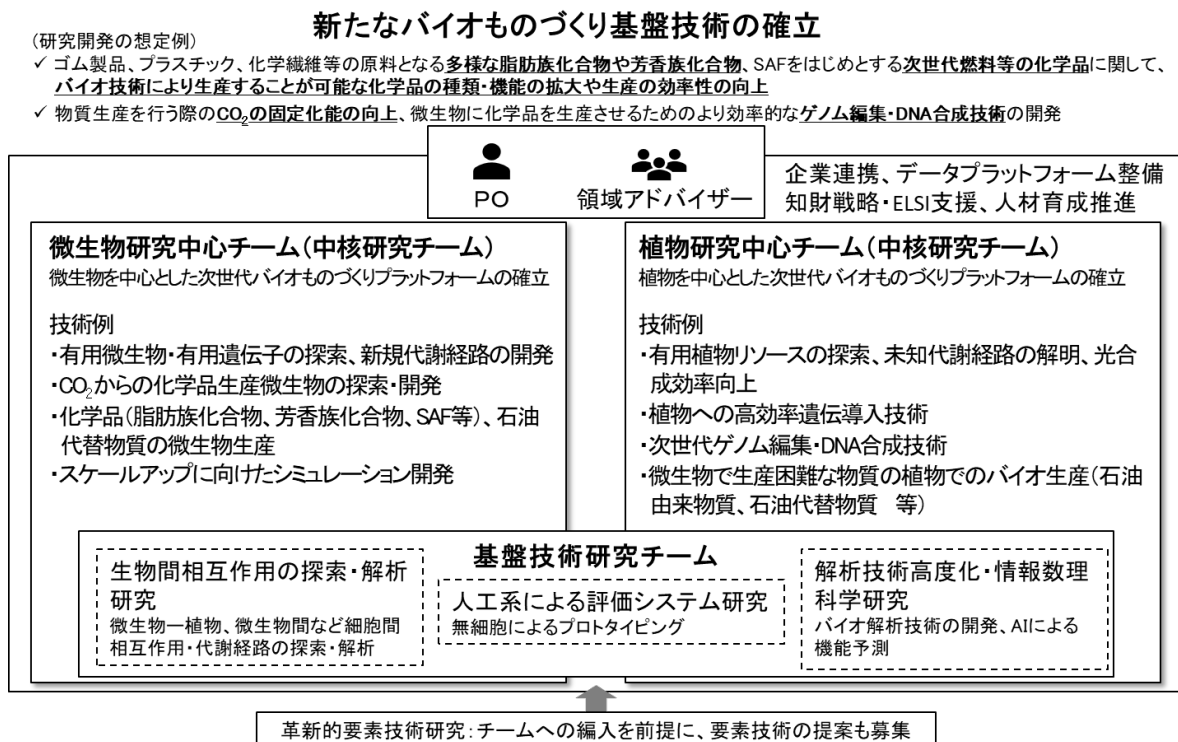 新たなバイオものづくり基盤技術の確立
(研究開発の想定例)
✓ ゴム製品、プラスチック、化学繊維等の原料となる多様な脂肪族化合物や芳香族化合物、SAFをはじめとする次世代燃料等の化学品に関して、
バイオ技術により生産することが可能な化学品の種類・機能の拡大や生産の効率性の向上
✓ 物質生産を行う際のCO₂の固定化能の向上、微生物に化学品を生産させるためのより効率的なゲノム編集・DNA合成技術の開発
PO
領域アドバイザー
企業連携、データプラットフォーム整備
知財戦略・ELSI支援、人材育成推進
微生物研究中心チーム(中核研究チーム)
微生物を中心とした次世代バイオものづくりプラットフォームの確立
技術例
・有用微生物・有用遺伝子の探索、新規代謝経路の開発
・CO₂からの化学品生産微生物の探索・開発
・化学品(脂肪族化合物、芳香族化合物、SAF等)、石油
代替物質の微生物生産
・スケールアップに向けたシミュレーション開発
植物研究中心チーム(中核研究チーム)
植物を中心とした次世代バイオものづくりプラットフォームの確立
技術例
・有用植物リソースの探索、未知代謝経路の解明、光合
成効率向上
・植物への高効率遺伝導入技術
・次世代ゲノム編集・DNA合成技術
・微生物で生産困難な物質の植物でのバイオ生産(石油
由来物質、石油代替物質 等)
基盤技術研究チーム
生物間相互作用の探索・解析
研究
微生物ー植物、微生物間など細胞間
相互作用・代謝経路の探索・解析
人工系による評価システム研究
無細胞によるプロトタイピング
解析技術高度化・情報数理
科学研究
バイオ解析技術の開発、AIによる
機能予測
革新的要素技術研究:チームへの編入を前提に、要素技術の提案も募集